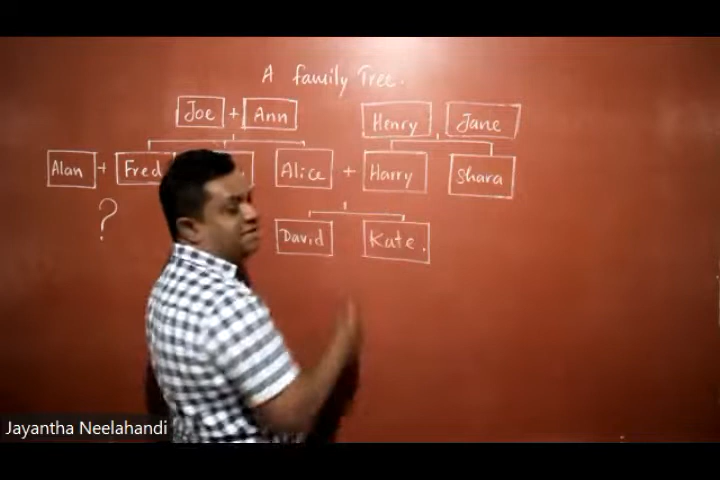 A family Tree.
Joe + Ann Henry Jane
Alan + Fred Alice + Harry Shara
?
David Kate.
Jayantha Neelahandi